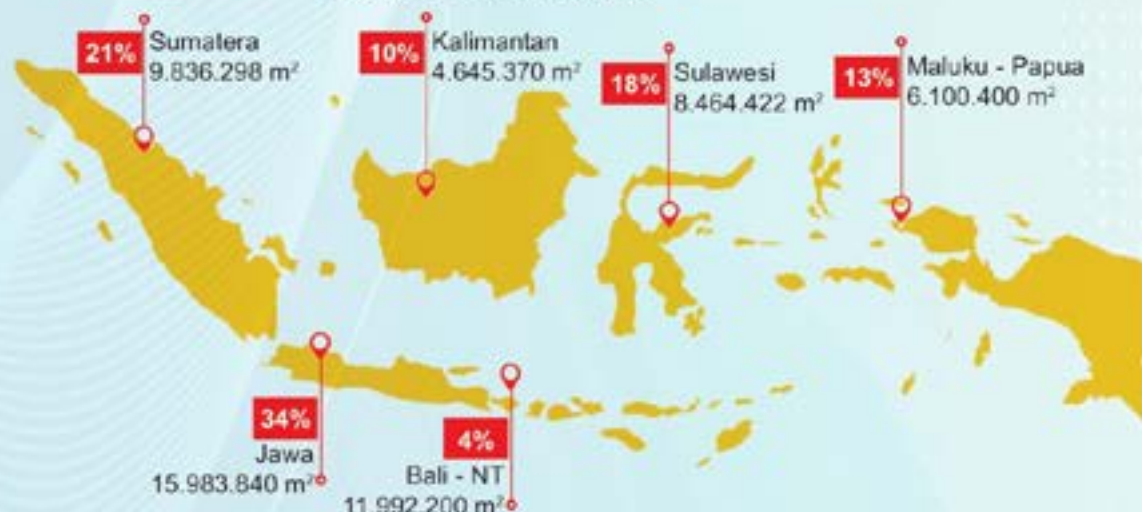 21%
Sumatera
9.836.298 m²
10%
Kalimantan
4.645.370 m²
18%
Sulawesi
8.464.422 m²
13%
Maluku - Papua
6.100.400 m²
34%
Jawa
15.983.840 m²
4%
Bali - NT
11.992.200 m²